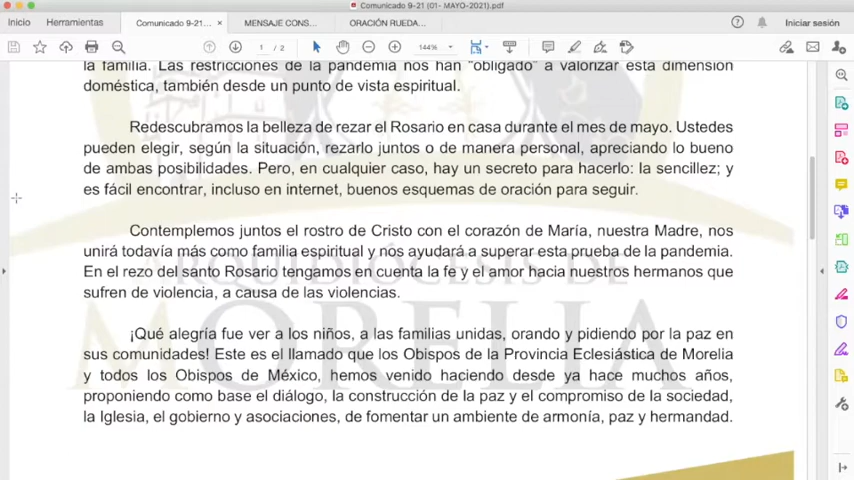 Comunicado 9-21 (01- MAYO-2021).pdf
Inicio Herramientas Comunicado 9-21... × MENSAJE CONS... ORACIÓN RUEDA... Iniciar sesión
1 / 2 144%
la familia. Las restricciones de la pandemia nos han “obligado” a valorizar esta dimensión
doméstica, también desde un punto de vista espiritual.
Redescubramos la belleza de rezar el Rosario en casa durante el mes de mayo. Ustedes
pueden elegir, según la situación, rezarlo juntos o de manera personal, apreciando lo bueno
de ambas posibilidades. Pero, en cualquier caso, hay un secreto para hacerlo: la sencillez; y
es fácil encontrar, incluso en internet, buenos esquemas de oración para seguir.
Contemplemos juntos el rostro de Cristo con el corazón de María, nuestra Madre, nos
unirá todavía más como familia espiritual y nos ayudará a superar esta prueba de la pandemia.
En el rezo del santo Rosario tengamos en cuenta la fe y el amor hacia nuestros hermanos que
sufren de violencia, a causa de las violencias.
ARQUIDIÓCESIS DE
MORELIA
¡Qué alegría fue ver a los niños, a las familias unidas, orando y pidiendo por la paz en
sus comunidades! Este es el llamado que los Obispos de la Provincia Eclesiástica de Morelia
y todos los Obispos de México, hemos venido haciendo desde ya hace muchos años,
proponiendo como base el diálogo, la construcción de la paz y el compromiso de la sociedad,
la Iglesia, el gobierno y asociaciones, de fomentar un ambiente de armonía, paz y hermandad.